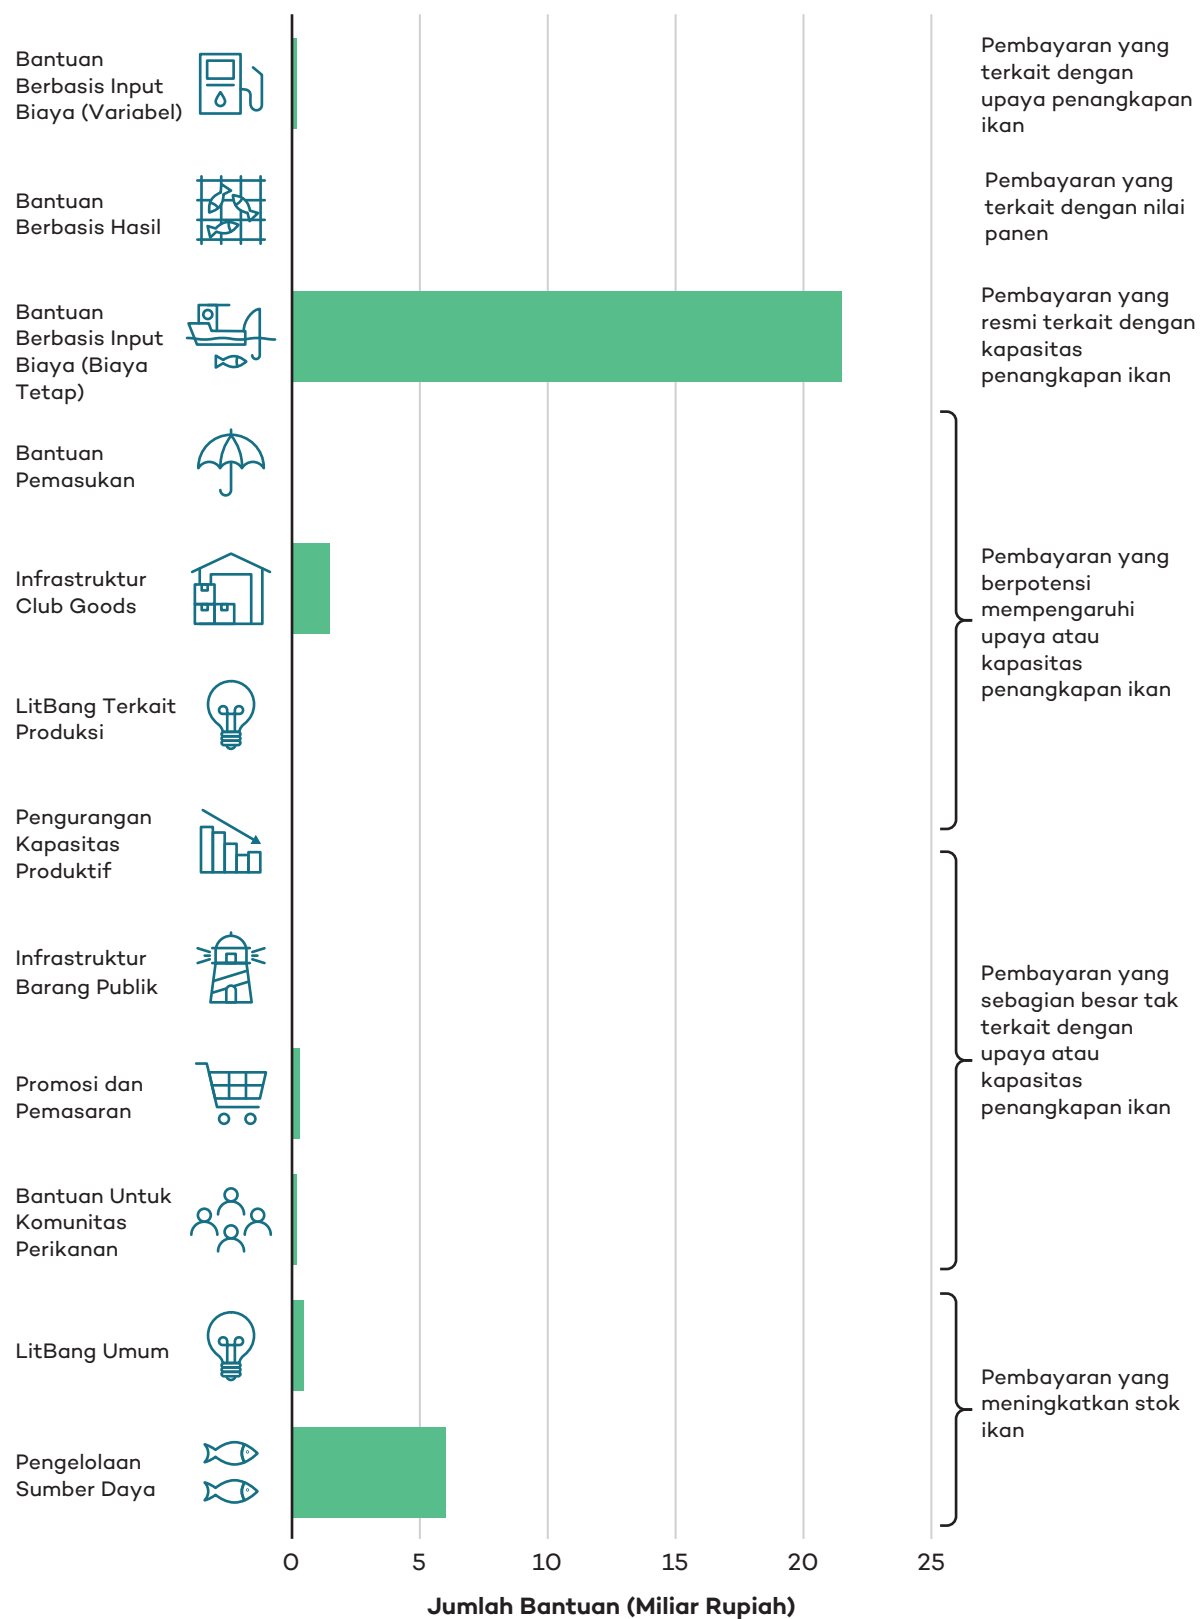 Bantuan
Berbasis Input
Biaya (Variabel)
Pembayaran yang
terkait dengan
upaya penangkapan
ikan
Bantuan
Berbasis Hasil
Pembayaran yang
terkait dengan nilai
panen
Bantuan
Berbasis Input
Biaya (Biaya
Tetap)
Pembayaran yang
resmi terkait dengan
kapasitas
penangkapan ikan
Bantuan
Pemasukan
Infrastruktur
Club Goods
LitBang Terkait
Produksi
Pembayaran yang
berpotensi
mempengaruhi
upaya atau
kapasitas
penangkapan ikan
Pengurangan
Kapasitas
Produktif
Infrastruktur
Barang Publik
Promosi dan
Pemasaran
Bantuan Untuk
Komunitas
Perikanan
Pembayaran yang
sebagian besar tak
terkait dengan
upaya atau
kapasitas
penangkapan ikan
LitBang Umum
Pengelolaan
Sumber Daya
Pembayaran yang
meningkatkan stok
ikan
0 5 10 15 20 25
Jumlah Bantuan (Miliar Rupiah)